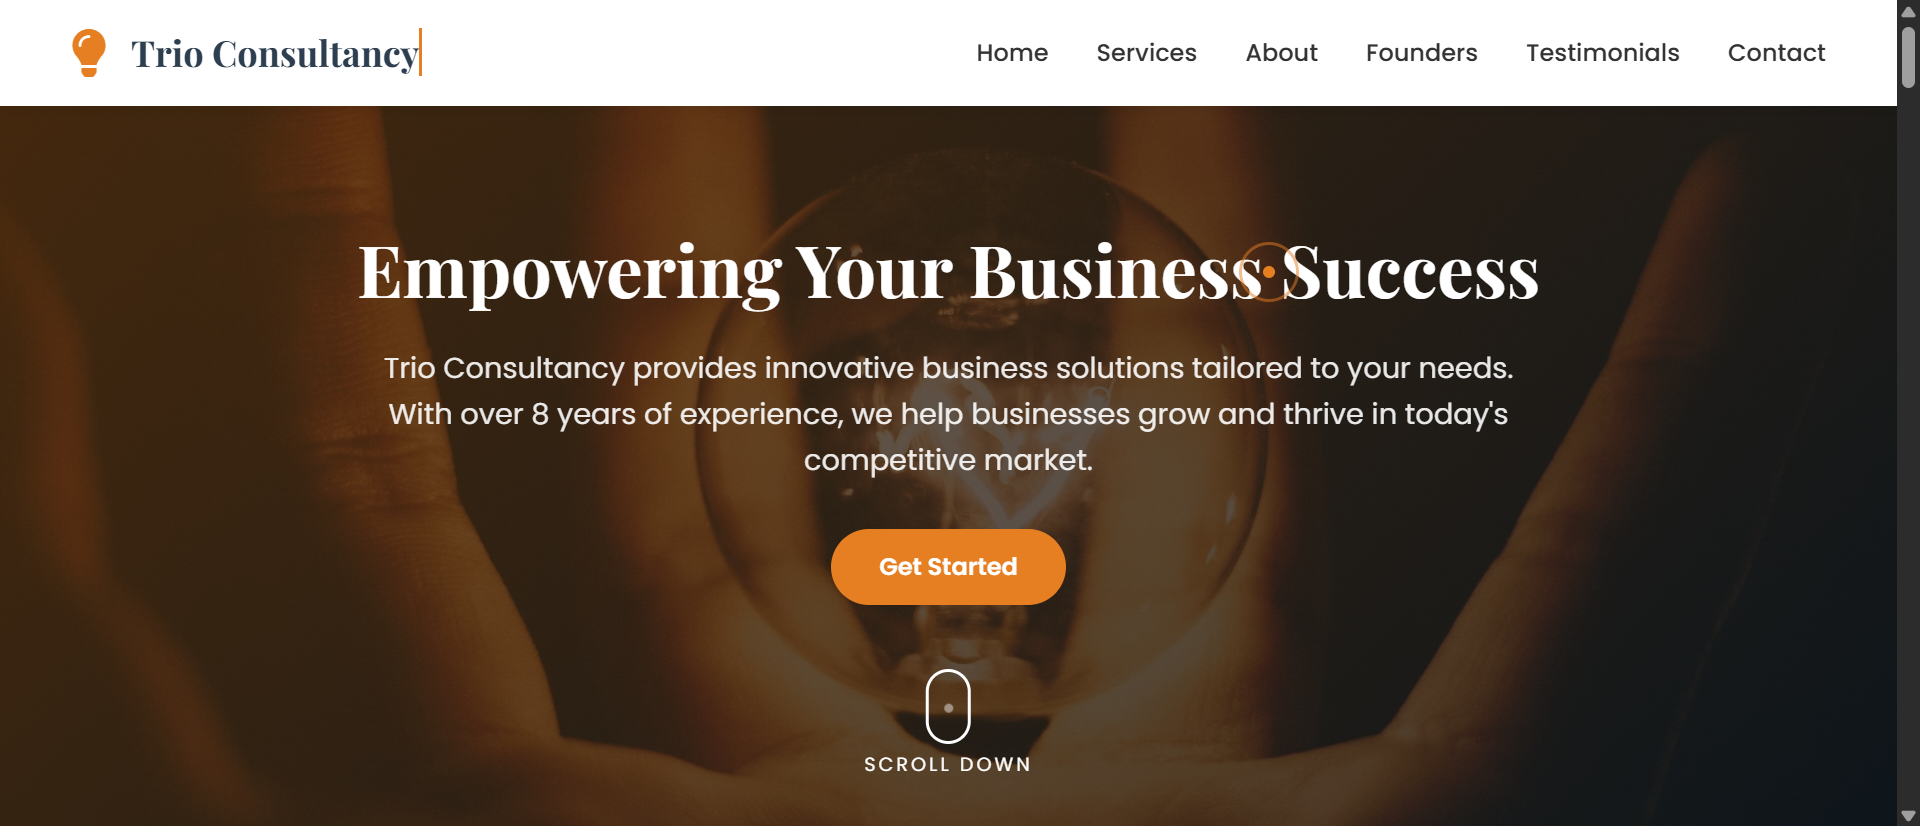 Trio Consultancy
Home
Services
About
Founders
Testimonials
Contact
Empowering Your Business Success
Trio Consultancy provides innovative business solutions tailored to your needs.
With over 8 years of experience, we help businesses grow and thrive in today's
competitive market.
Get Started
SCROLL DOWN